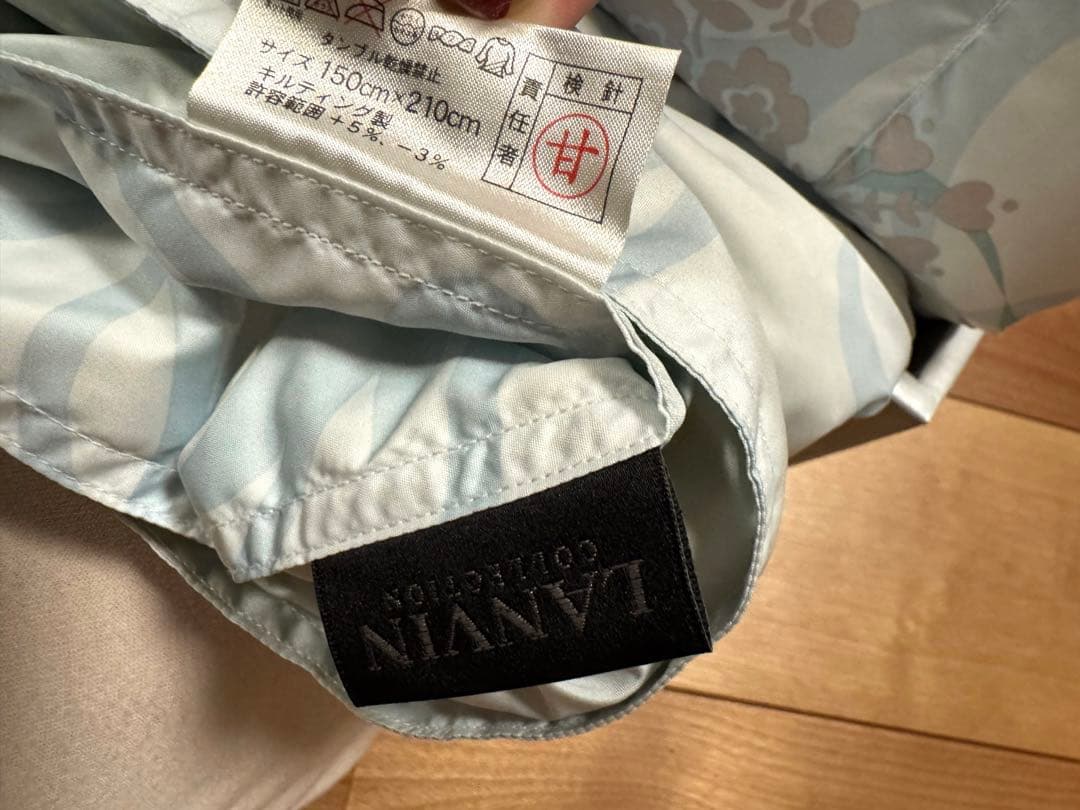 タンブル乾燥禁止
サイズ 150cm×210cm
キルティング製
許容範囲 +5%、-3%
検針
責任者
甘
LANVIN
COLLECTION